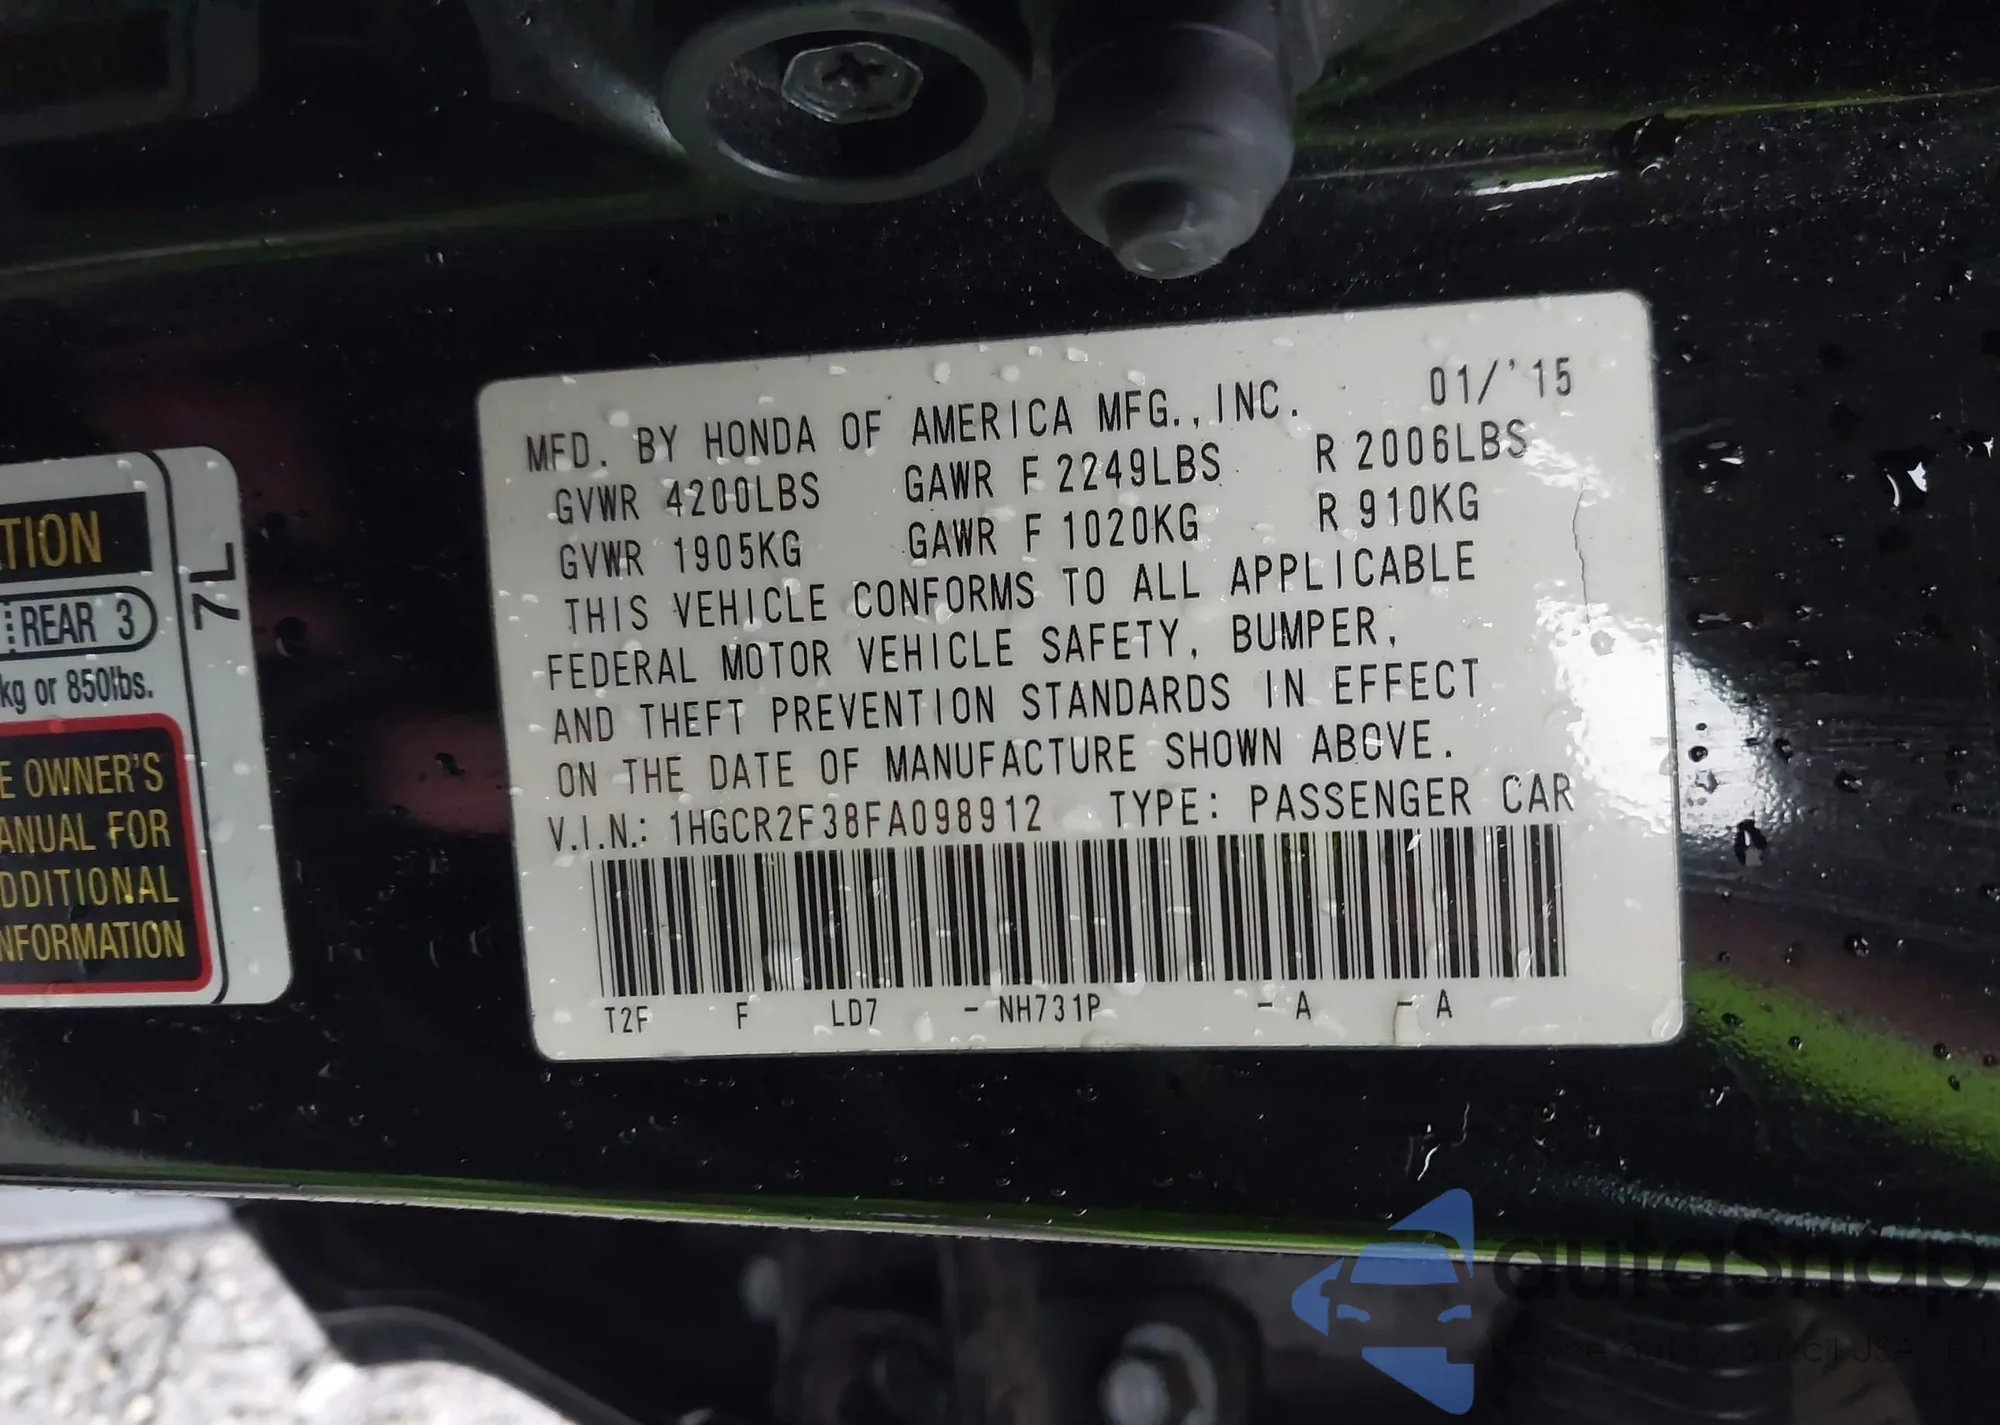 MFD. BY HONDA OF AMERICA MFG., INC. 01/'15
GVWR 4200LBS GAWR F 2249LBS R 2006LBS
GVWR 1905KG GAWR F 1020KG R 910KG
THIS VEHICLE CONFORMS TO ALL APPLICABLE
FEDERAL MOTOR VEHICLE SAFETY, BUMPER,
AND THEFT PREVENTION STANDARDS IN EFFECT
ON THE DATE OF MANUFACTURE SHOWN ABOVE.
V.I.N.: 1HGCR2F38FA098912 TYPE: PASSENGER CAR
T2F F LD7 - NH731P - A - A
TION
REAR 3
kg or 850lbs.
E OWNER'S
ANUAL FOR
DDITIONAL
NFORMATION
7L
autoSnap